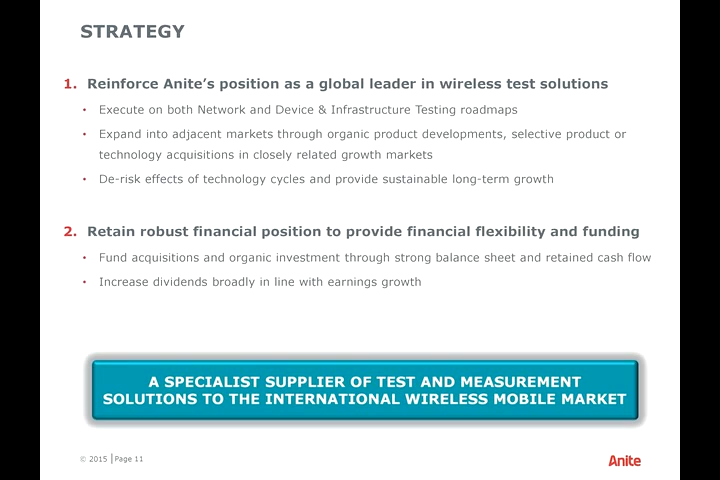 STRATEGY
1. Reinforce Anite's position as a global leader in wireless test solutions
• Execute on both Network and Device & Infrastructure Testing roadmaps
• Expand into adjacent markets through organic product developments, selective product or
technology acquisitions in closely related growth markets
• De-risk effects of technology cycles and provide sustainable long-term growth
2. Retain robust financial position to provide financial flexibility and funding
• Fund acquisitions and organic investment through strong balance sheet and retained cash flow
• Increase dividends broadly in line with earnings growth
A SPECIALIST SUPPLIER OF TEST AND MEASUREMENT
SOLUTIONS TO THE INTERNATIONAL WIRELESS MOBILE MARKET
© 2015 | Page 11
Anite